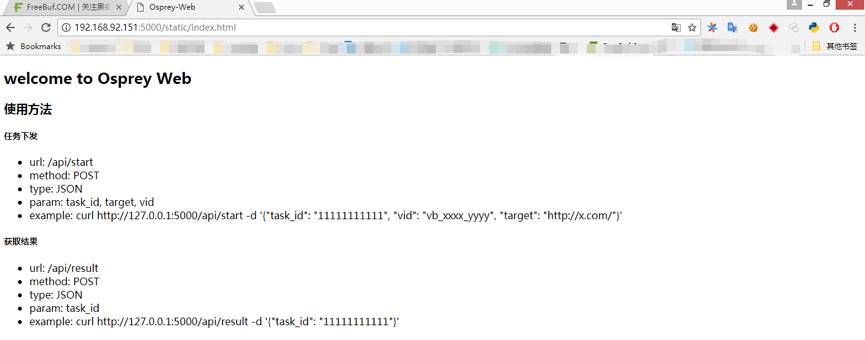 FreeBuf.COM | 关注黑
Osprey-Web
192.168.92.151:5000/static/index.html
Bookmarks
其他书签
welcome to Osprey Web
使用方法
任务下发
url: /api/start
method: POST
type: JSON
param: task_id, target, vid
example: curl http://127.0.0.1:5000/api/start -d '{"task_id": "11111111111", "vid": "vb_xxxx_yyyy", "target": "http://x.com/"}'
获取结果
url: /api/result
method: POST
type: JSON
param: task_id
example: curl http://127.0.0.1:5000/api/result -d '{"task_id": "11111111111"}'